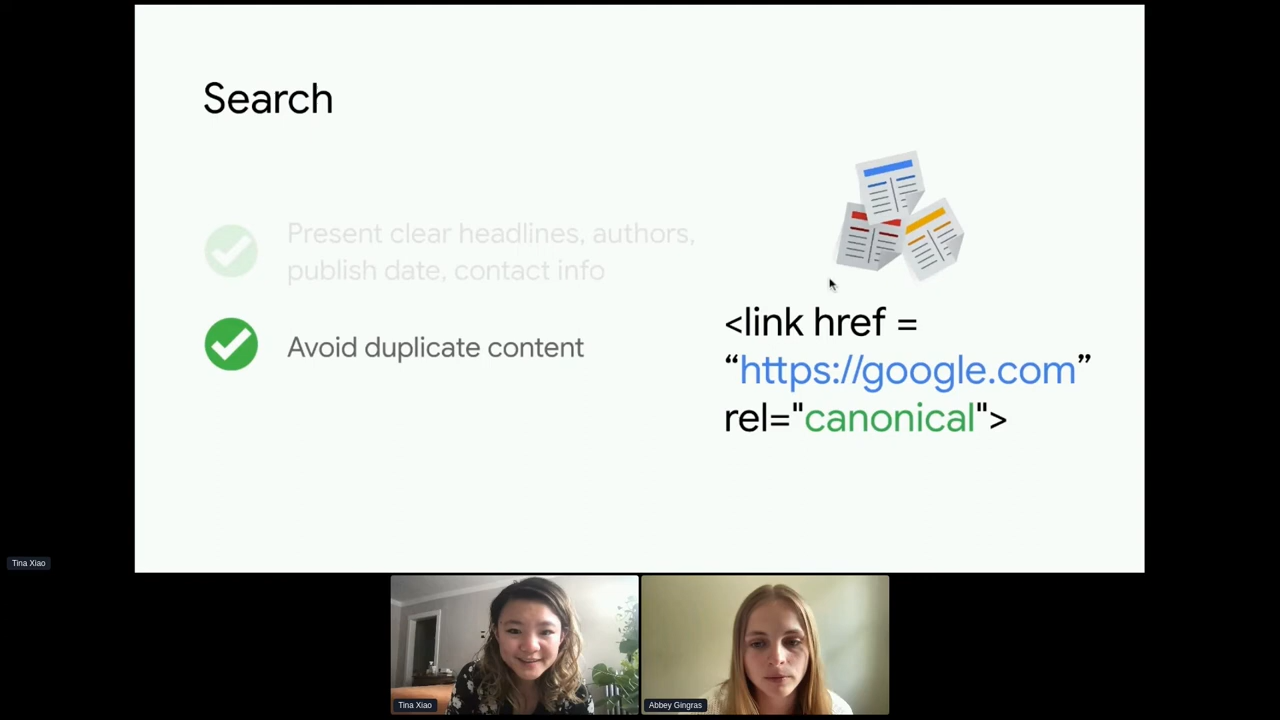 Search
Present clear headlines, authors,
publish date, contact info
Avoid duplicate content
<link href =
“https://google.com”
rel="canonical">
Tina Xiao
Tina Xiao
Abbey Gingras